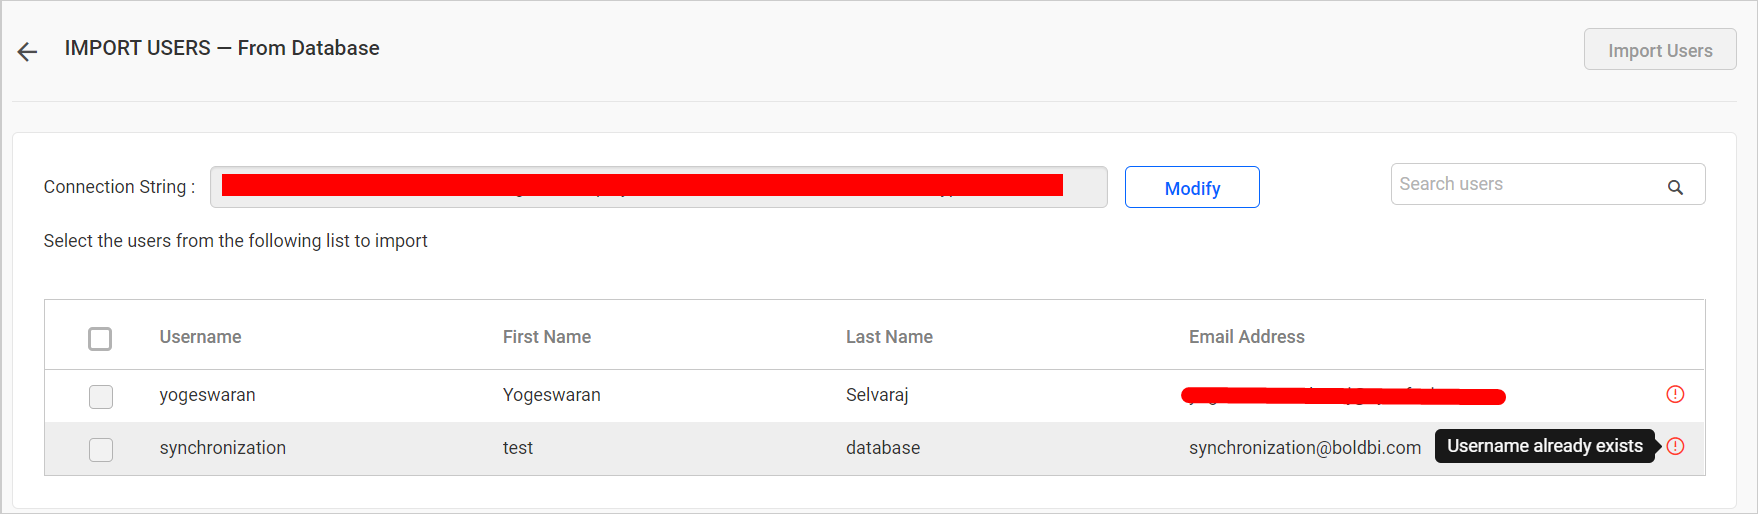 IMPORT USERS — From Database
Import Users
Connection String :
Modify
Search users
Select the users from the following list to import
Username First Name Last Name Email Address
yogeswaran Yogeswaran Selvaraj
synchronization test database synchronization@boldbi.com Username already exists